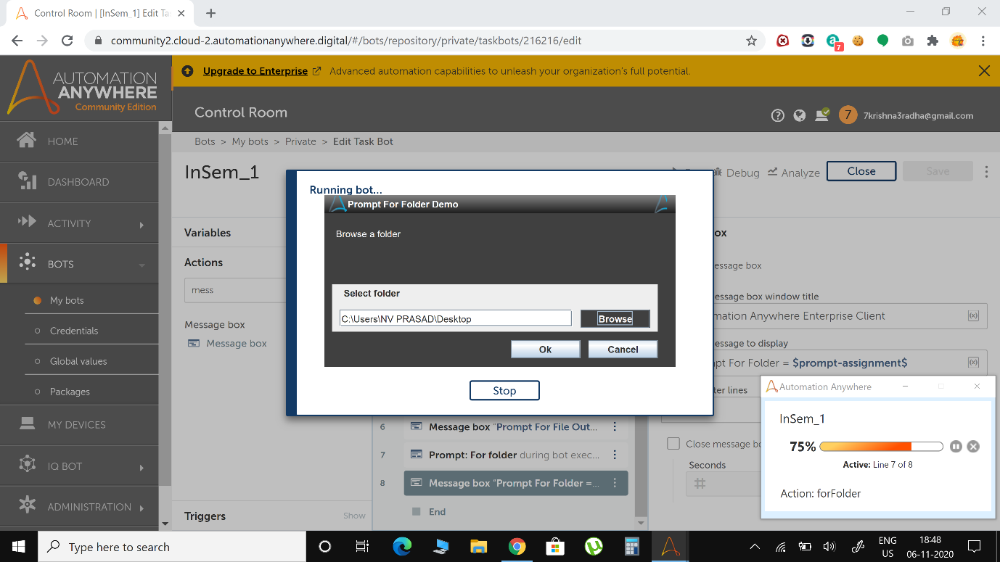 Control Room | [InSem_1] Edit Ta
community2.cloud-2.automationanywhere.digital/#/bots/repository/private/taskbots/216216/edit
7
AUTOMATION
ANYWHERE
Community Edition
Upgrade to Enterprise Advanced automation capabilities to unleash your organization's full potential.
Control Room
7 7krishna3radha@gmail.com
Bots > My bots > Private > Edit Task Bot
InSem_1
Debug Analyze Close Save
HOME
DASHBOARD
ACTIVITY
BOTS
My bots
Credentials
Global values
Packages
MY DEVICES
IQ BOT
ADMINISTRATION
Variables
Actions
mess
Message box
Message box
Triggers Show
Running bot...
Prompt For Folder Demo
Browse a folder
Select folder
C:\Users\NV PRASAD\Desktop Browse
Ok Cancel
Stop
6 Message box "Prompt For File Out...
7 Prompt: For folder during bot exec...
8 Message box "Prompt For Folder =...
End
ox
essage box
essage box window title
mation Anywhere Enterprise Client (x)
essage to display
pt For Folder = $prompt-assignment$ (x)
ter lines
Close message bo
Seconds
#
Automation Anywhere
InSem_1
75%
Active: Line 7 of 8
Action: forFolder
Type here to search
ENG
US
18:48
06-11-2020